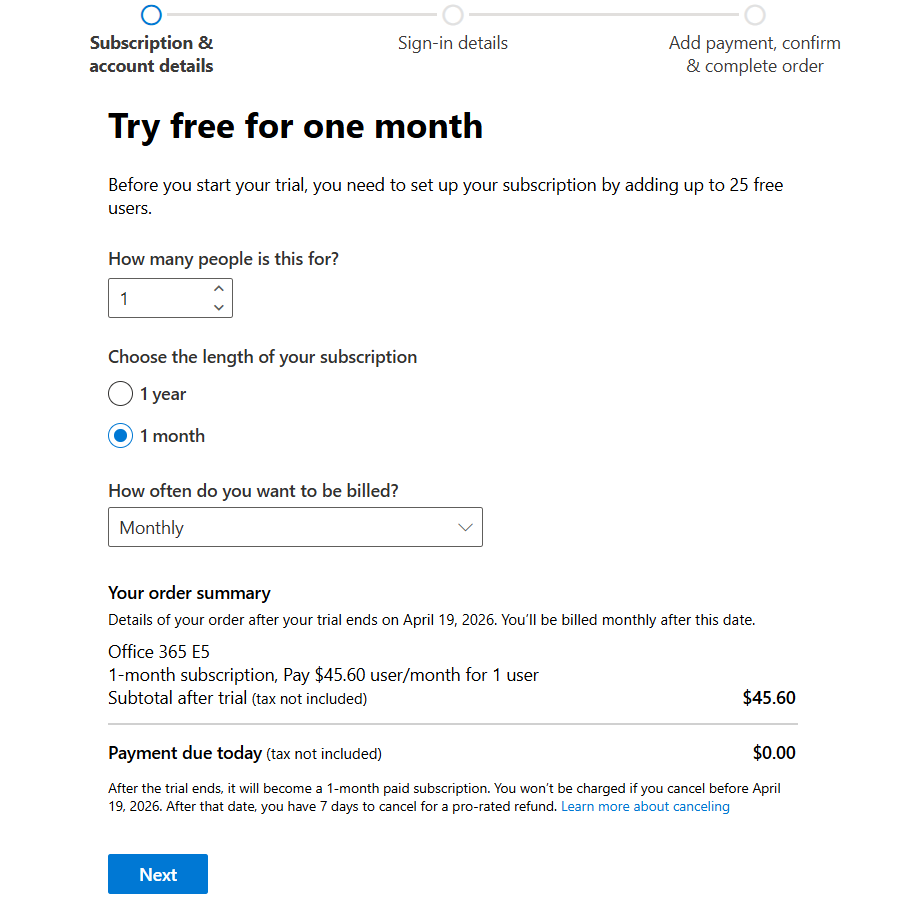 Subscription &
account details
Sign-in details
Add payment, confirm
& complete order
Try free for one month
Before you start your trial, you need to set up your subscription by adding up to 25 free
users.
How many people is this for?
1
Choose the length of your subscription
1 year
1 month
How often do you want to be billed?
Monthly
Your order summary
Details of your order after your trial ends on April 19, 2026. You’ll be billed monthly after this date.
Office 365 E5
1-month subscription, Pay $45.60 user/month for 1 user
Subtotal after trial (tax not included) $45.60
Payment due today (tax not included) $0.00
After the trial ends, it will become a 1-month paid subscription. You won’t be charged if you cancel before April
19, 2026. After that date, you have 7 days to cancel for a pro-rated refund. Learn more about canceling
Next